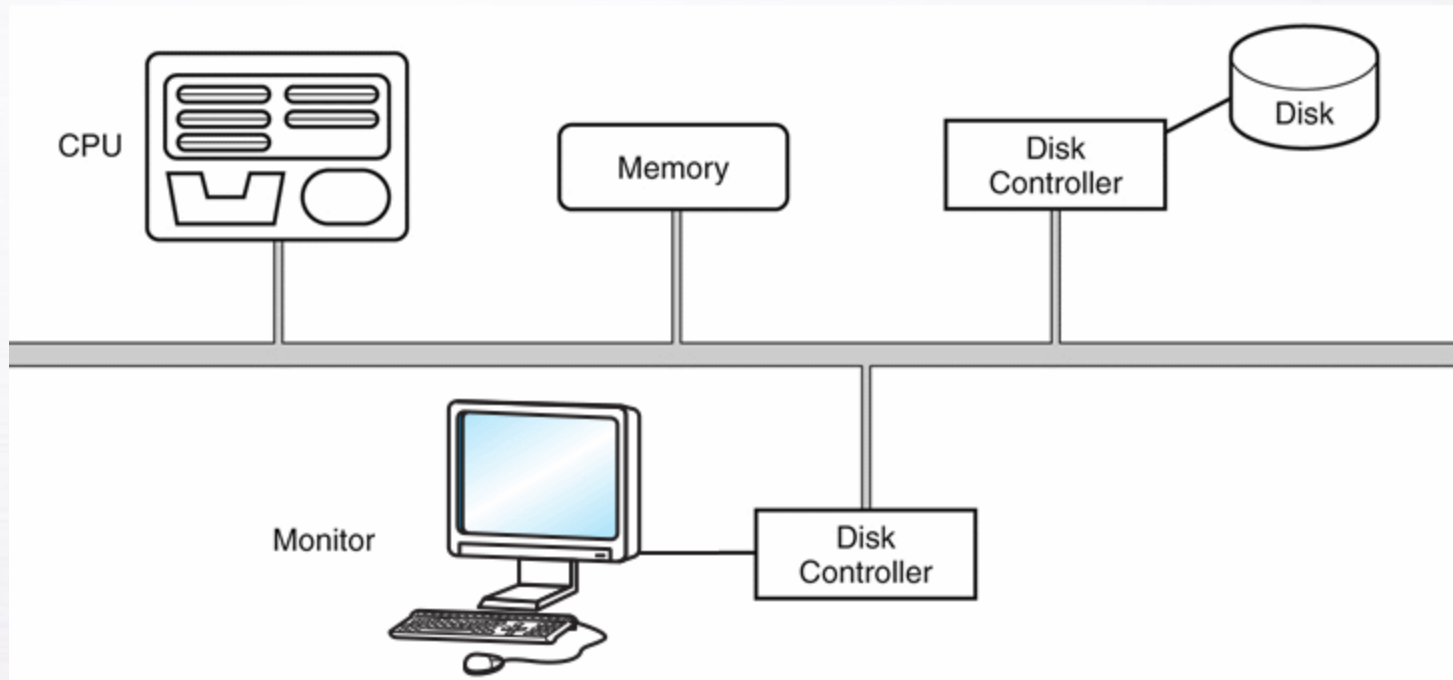 CPU
Memory
Disk
Controller
Disk
Monitor
Disk
Controller